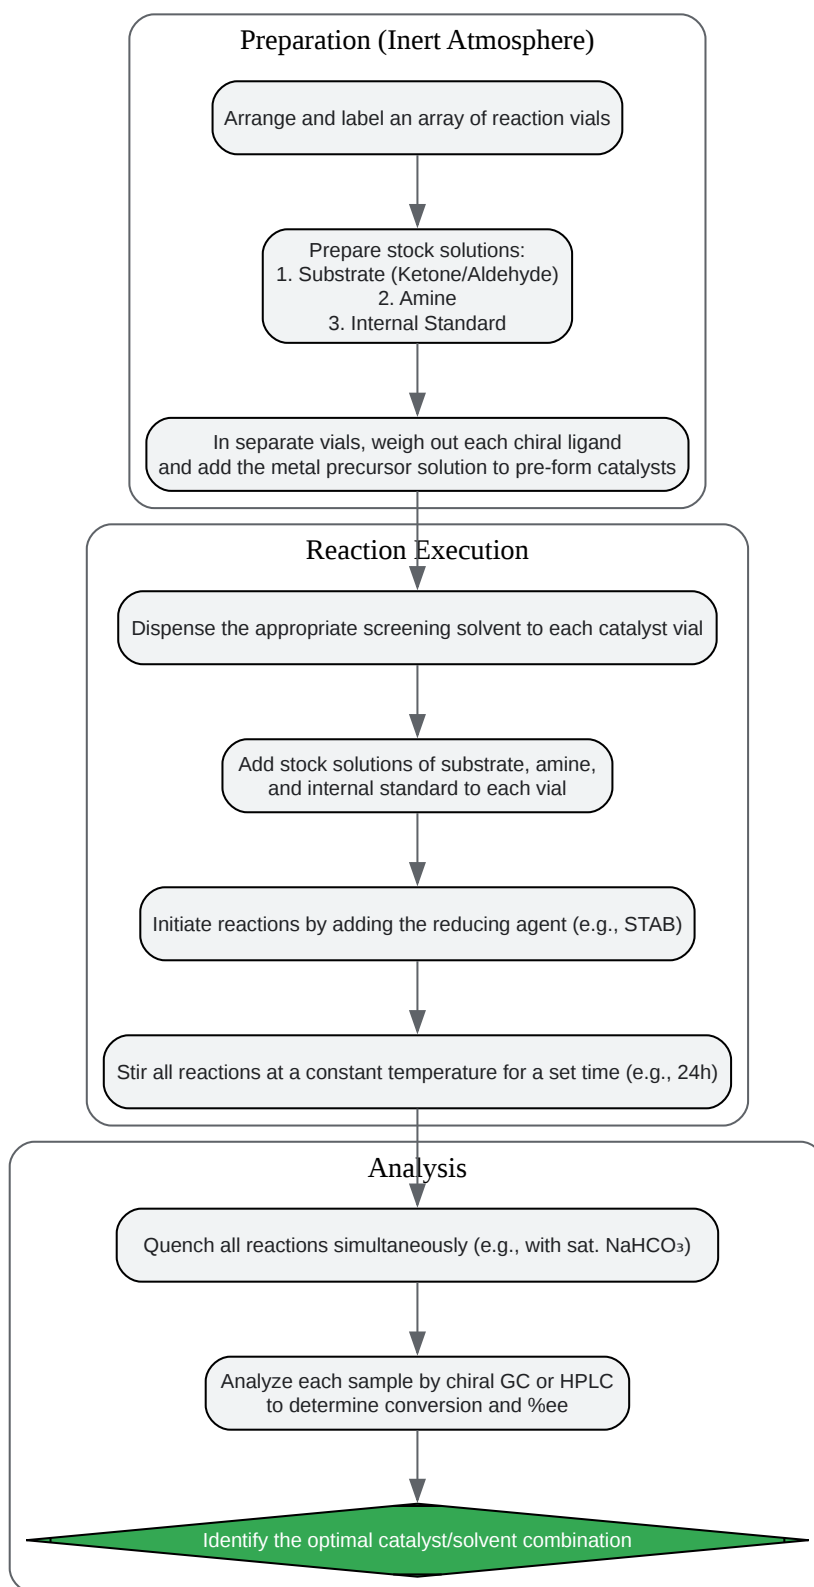 Preparation (Inert Atmosphere)
Arrange and label an array of reaction vials
Prepare stock solutions:
1. Substrate (Ketone/Aldehyde)
2. Amine
3. Internal Standard
In separate vials, weigh out each chiral ligand
and add the metal precursor solution to pre-form catalysts
Reaction Execution
Dispense the appropriate screening solvent to each catalyst vial
Add stock solutions of substrate, amine,
and internal standard to each vial
Initiate reactions by adding the reducing agent (e.g., STAB)
Stir all reactions at a constant temperature for a set time (e.g., 24h)
Analysis
Quench all reactions simultaneously (e.g., with sat. NaHCO₃)
Analyze each sample by chiral GC or HPLC
to determine conversion and %ee
Identify the optimal catalyst/solvent combination